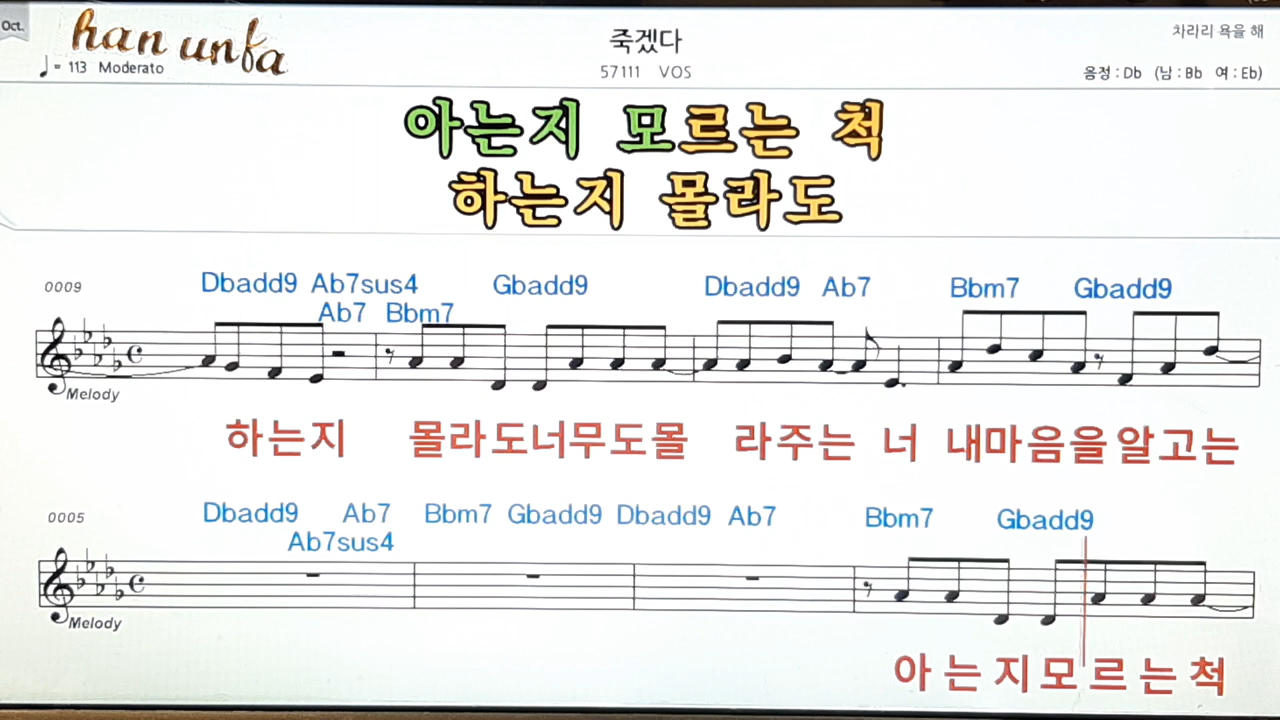 Oct.
han unfa
♩= 113 Moderato
죽겠다
57111 VOS
차라리 욕을 해
음정 : Db (남 : Bb 여 : Eb)
아는지 모르는 척
하는지 몰라도
0009
Dbadd9 Ab7sus4 Gbadd9 Dbadd9 Ab7 Bbm7 Gbadd9
Ab7 Bbm7
Melody
하는지 몰라도너무도몰 라주는 너 내마음을알고는
0005
Dbadd9 Ab7 Bbm7 Gbadd9 Dbadd9 Ab7 Bbm7 Gbadd9
Ab7sus4
Melody
아는지모르는척